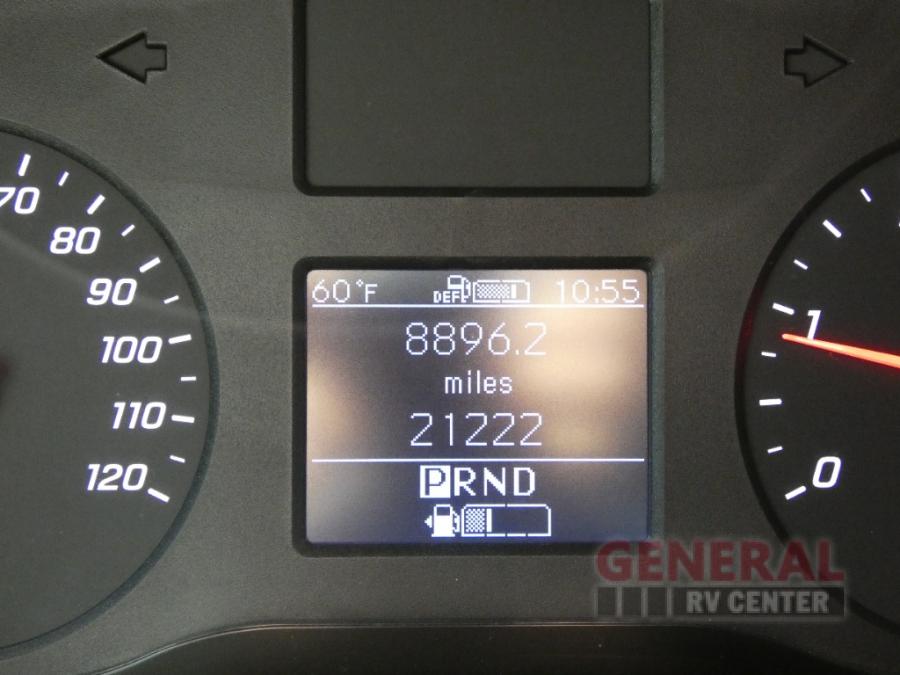 60°F DEF 10:55
8896.2
miles
21222
PRND
70
80
90
100
110
120
1
0
GENERAL
RV CENTER